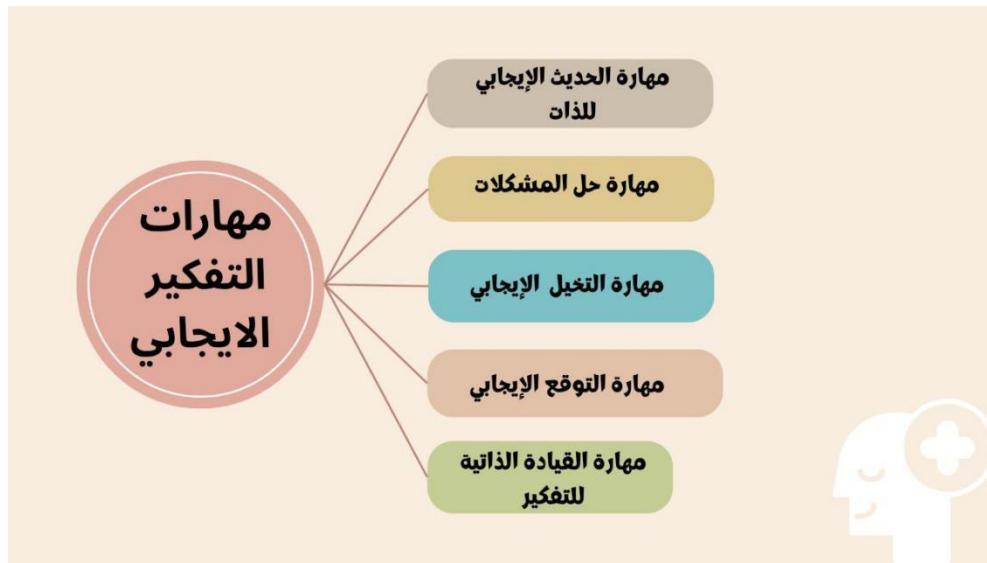 مهارات
التفكير
الايجابي
مهارة الحديث الإيجابي
للذات
مهارة حل المشكلات
مهارة التخيل الإيجابي
مهارة التوقع الإيجابي
مهارة القيادة الذاتية
للتفكير